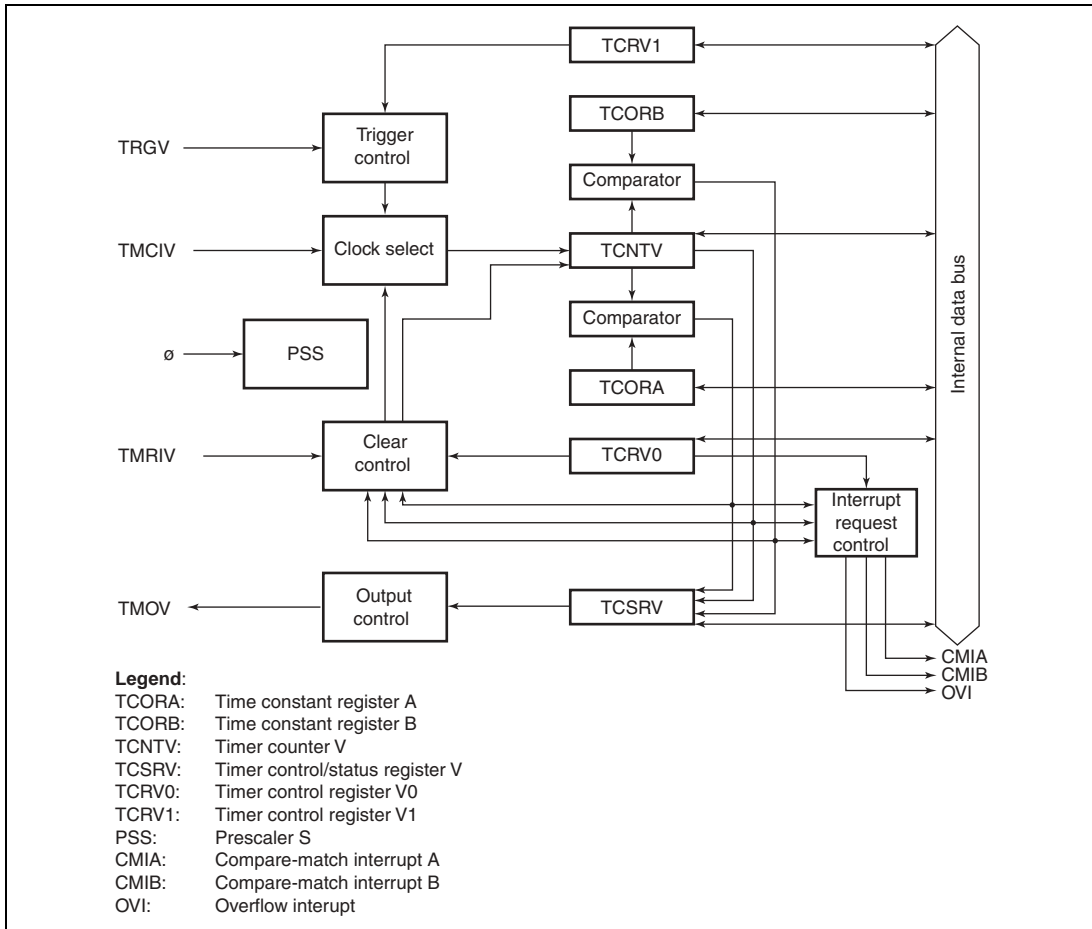 TCRV1
TCORB
TRGV
Trigger
control
Comparator
TMCIV
Clock select
TCNTV
Internal data bus
Comparator
ø
PSS
TCORA
TMRIV
Clear
control
TCRV0
Interrupt
request
control
TMOV
Output
control
TCSRV
CMIA
CMIB
OVI
Legend:
TCORA: Time constant register A
TCORB: Time constant register B
TCNTV: Timer counter V
TCSRV: Timer control/status register V
TCRV0: Timer control register V0
TCRV1: Timer control register V1
PSS: Prescaler S
CMIA: Compare-match interrupt A
CMIB: Compare-match interrupt B
OVI: Overflow interupt